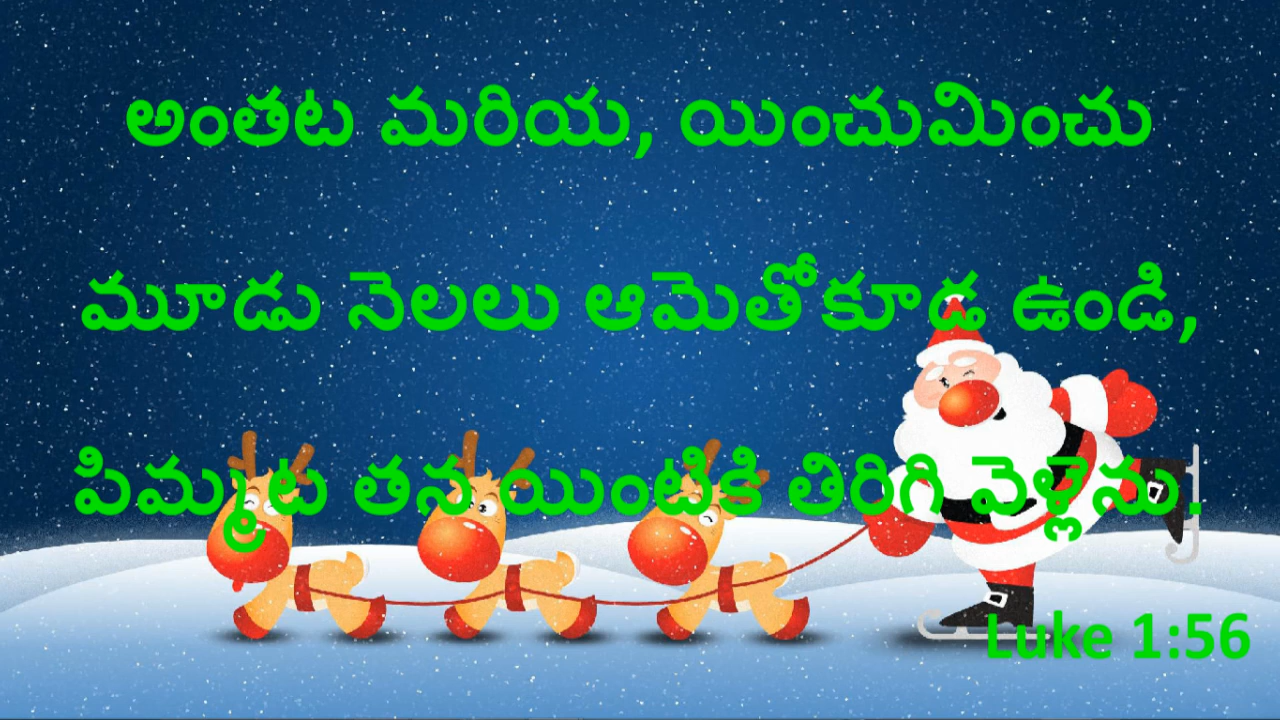 అంతట మరియ, యించుమించు
మూడు నెలలు ఆమెతోకూడ ఉండి,
పిమ్మట తన యింటికి తిరిగి వెళ్లెను.
Luke 1:56